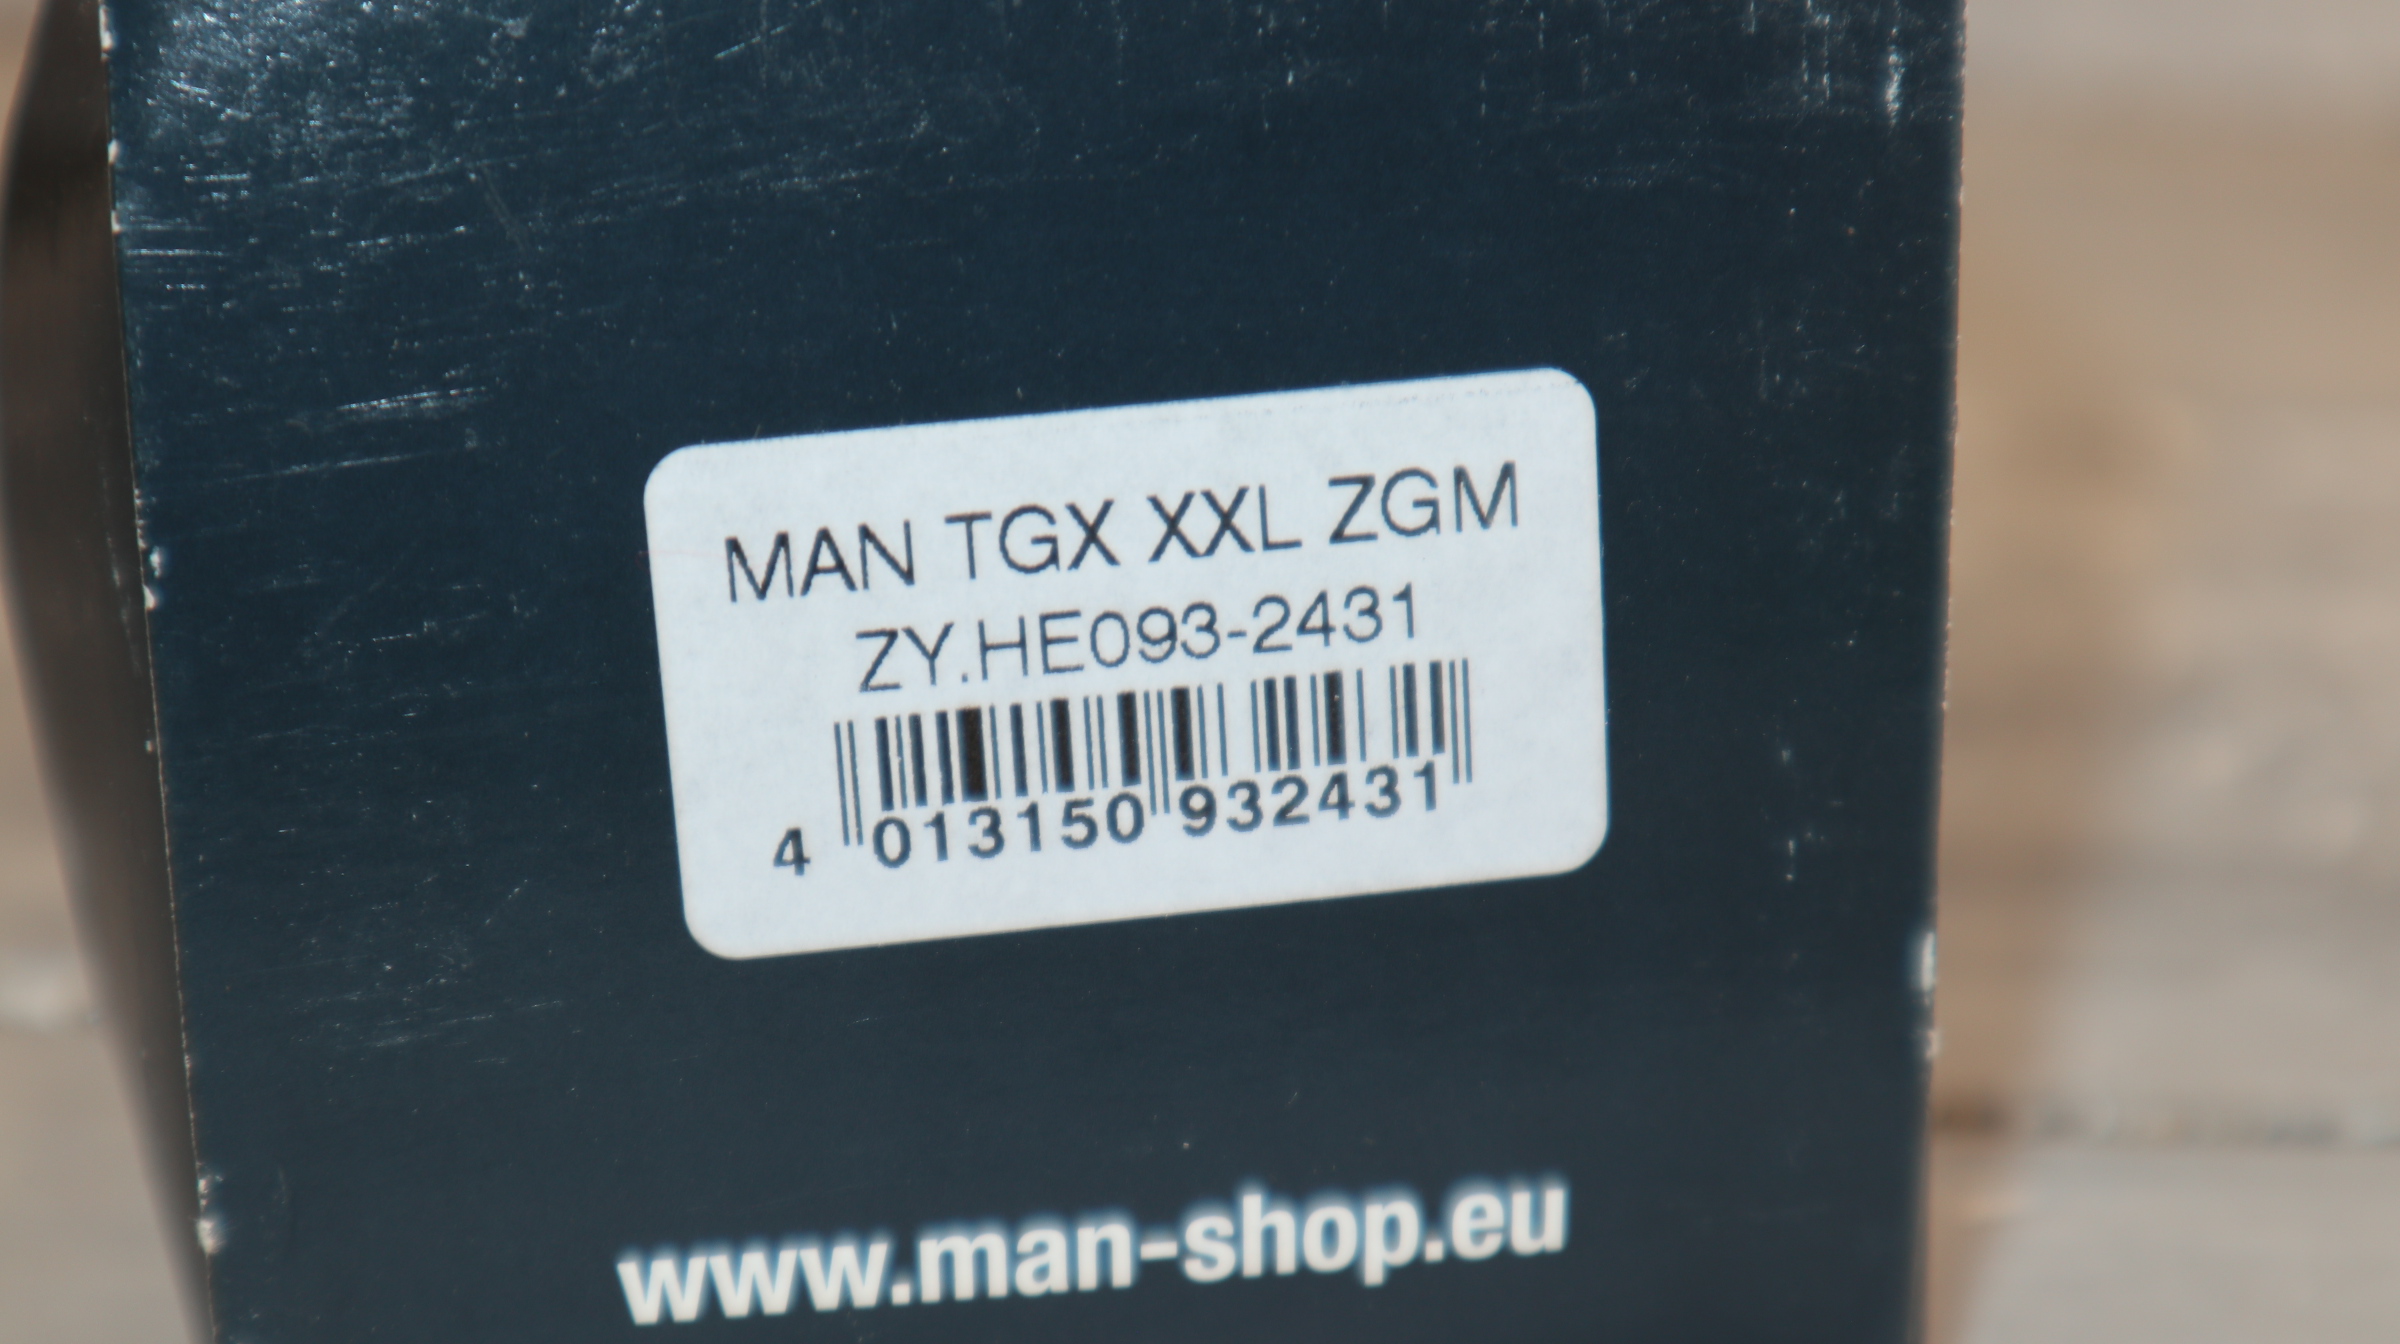 MAN TGX XXL ZGM
ZY.HE093-2431
4 013150 932431
www.man-shop.eu